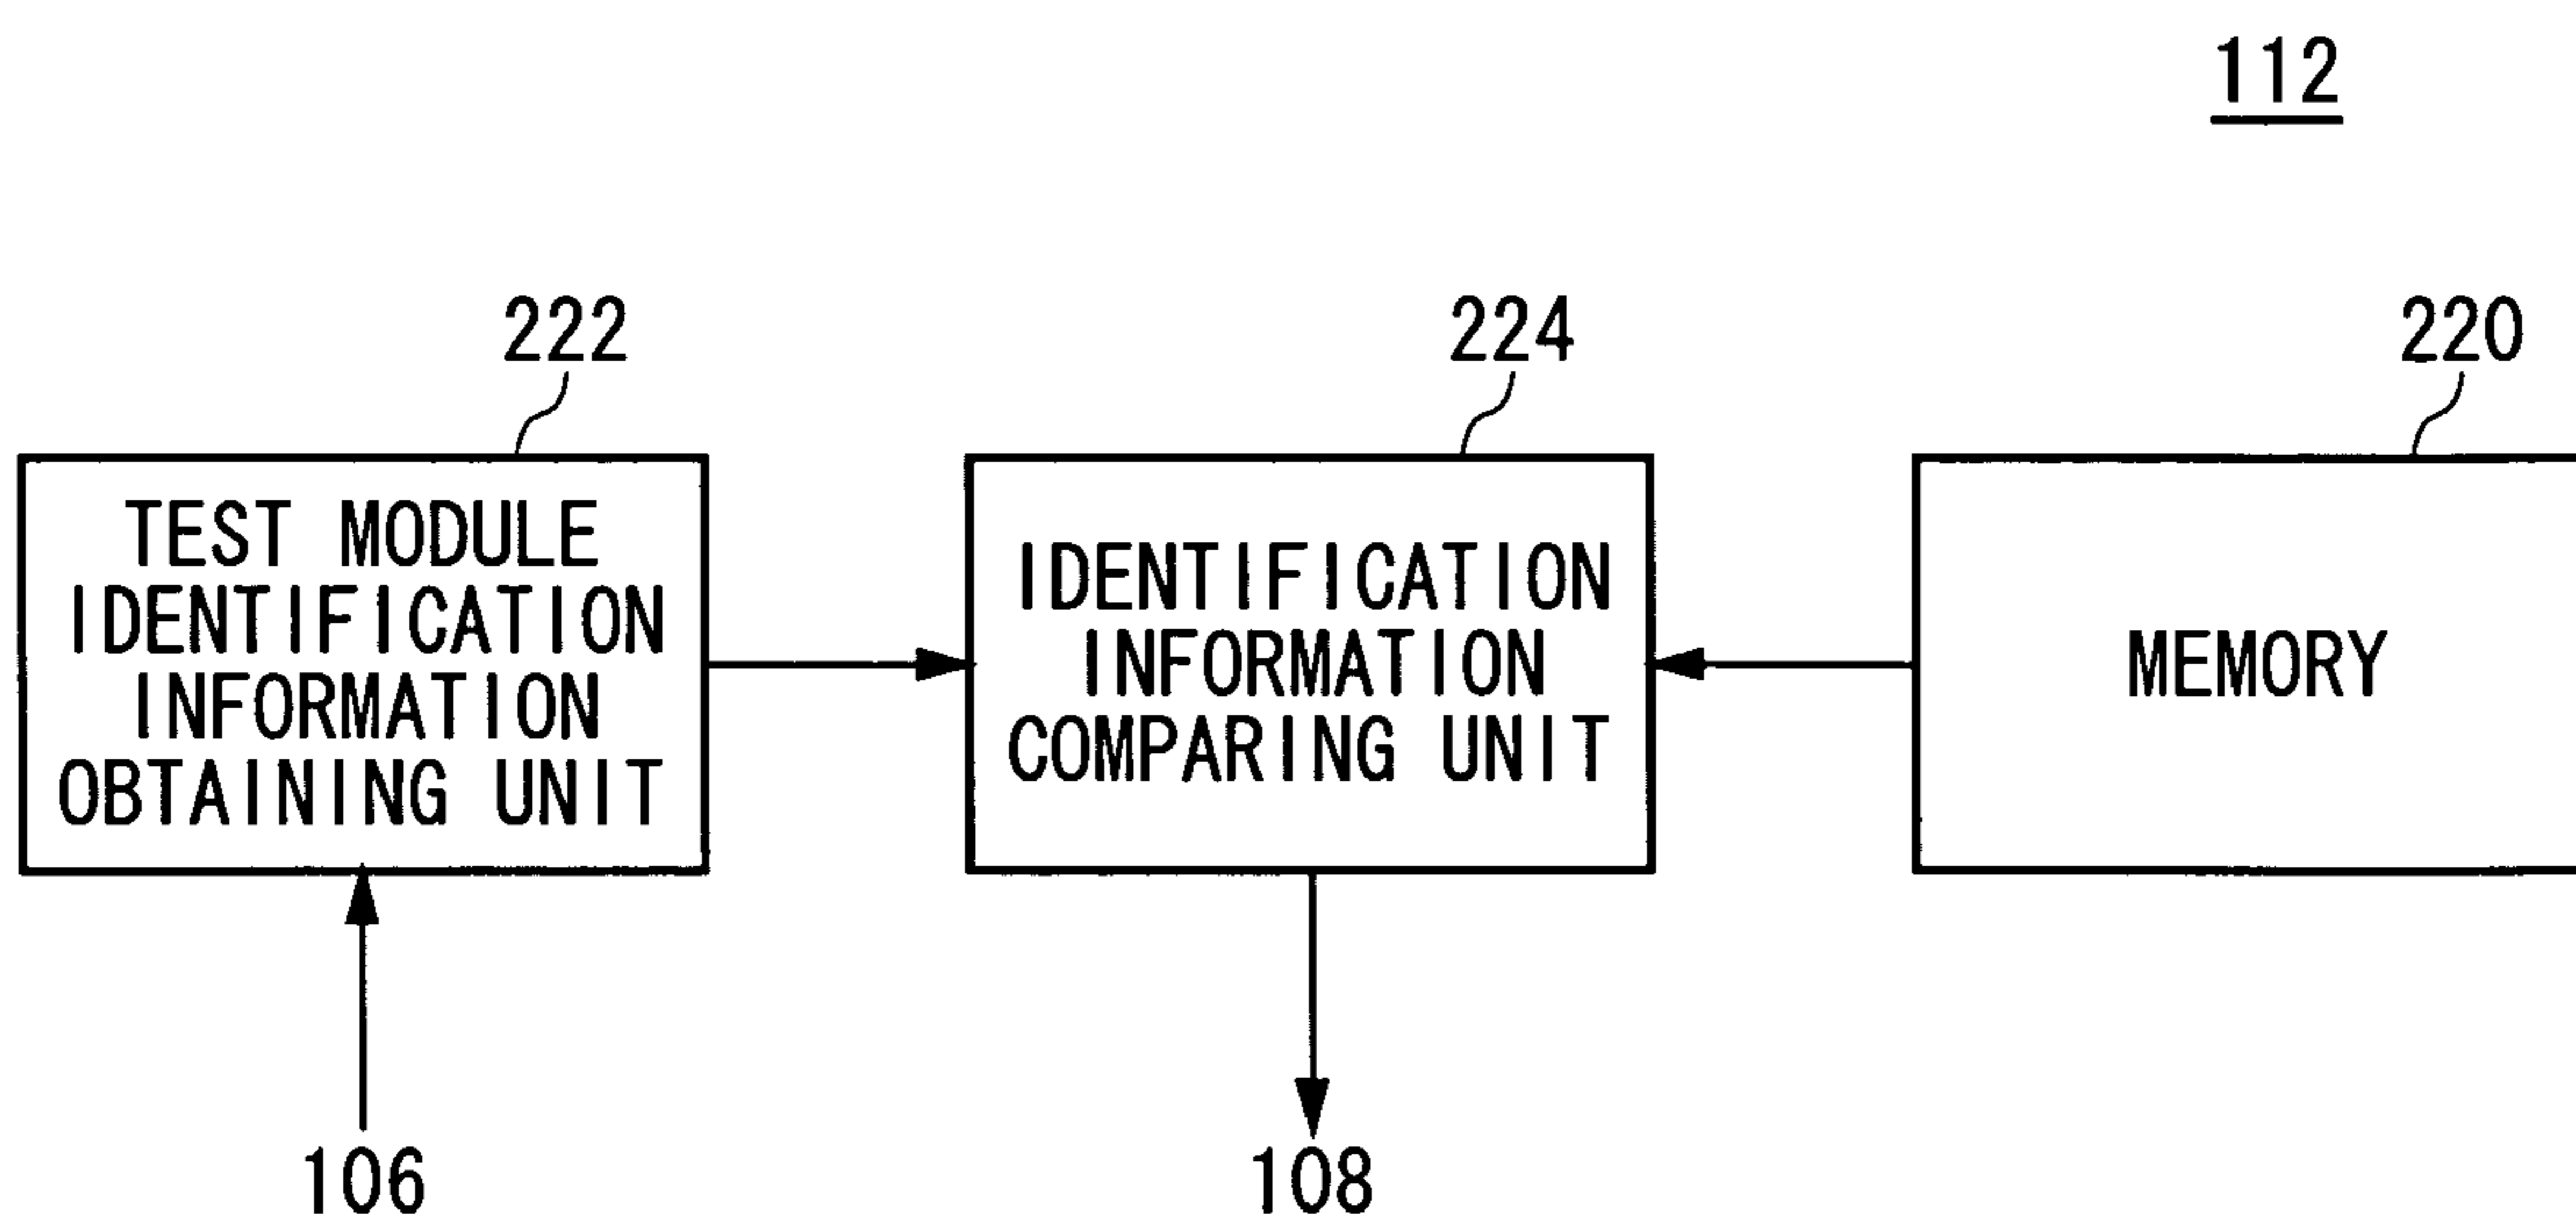 112
222
224
220
TEST MODULE
IDENTIFICATION
INFORMATION
OBTAINING UNIT
IDENTIFICATION
INFORMATION
COMPARING UNIT
MEMORY
106
108